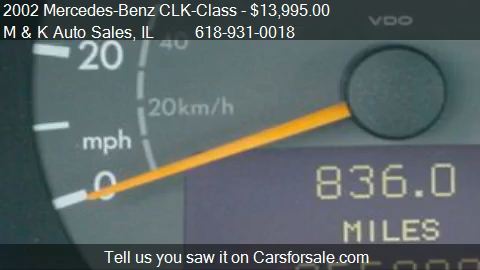 2002 Mercedes-Benz CLK-Class - $13,995.00
M & K Auto Sales, IL 618-931-0018
VDO
20
40
20km/h
mph
0
836.0
MILES
Tell us you saw it on Carsforsale.com